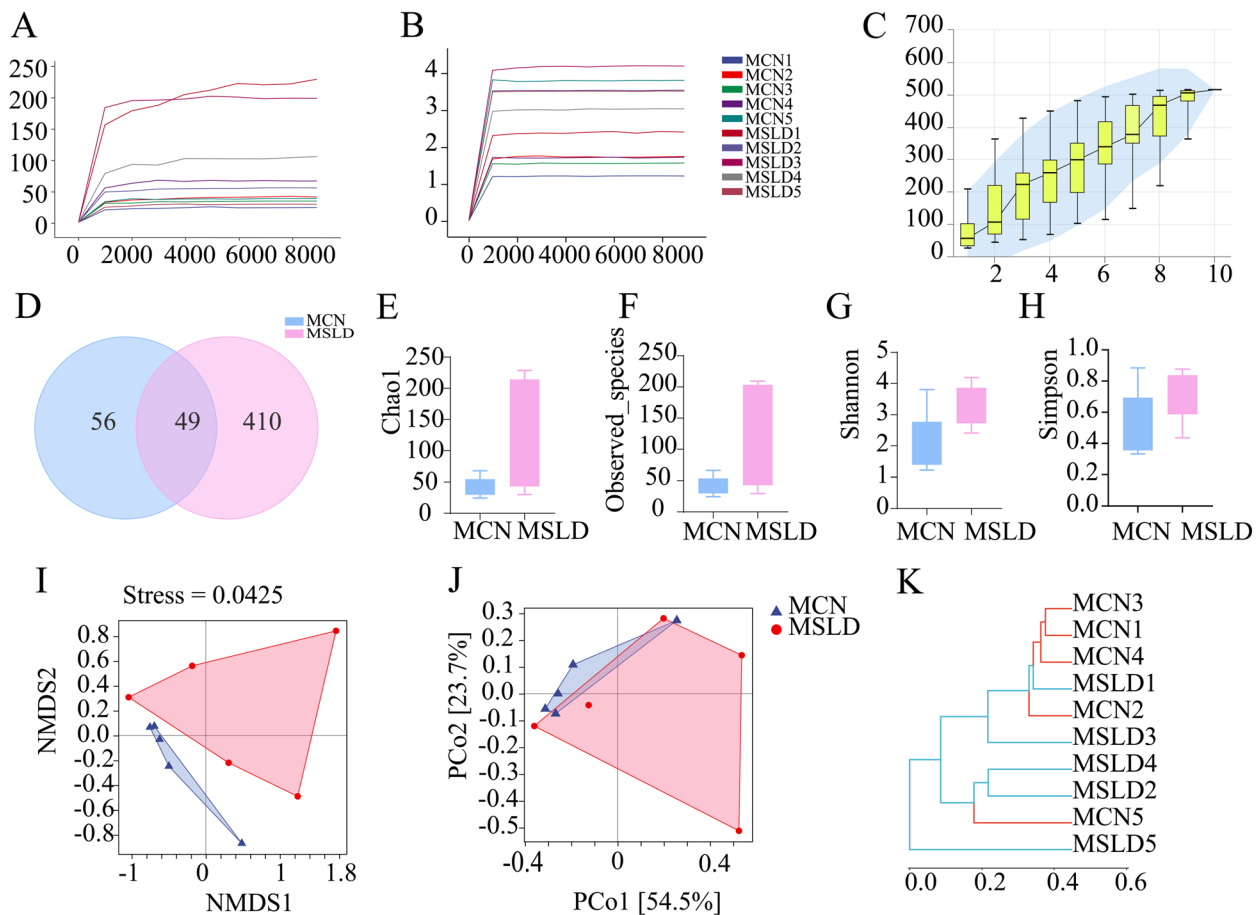 A
250
200
150
100
50
0
0
2000
4000
6000
8000
B
4
3
2
1
0
0
2000
4000
6000
8000
MCN1
MCN2
MCN3
MCN4
MCN5
MSLD1
MSLD2
MSLD3
MSLD4
MSLD5
C
700
600
500
400
300
200
100
0
2
4
6
8
10
D
MCN
MSLD
56
49
410
E
Chao1
250
200
150
100
50
0
MCN MSLD
F
Observed_species
250
200
150
100
50
0
MCN MSLD
G
Shannon
5
4
3
2
1
0
MCN MSLD
H
Simpson
1.0
0.8
0.6
0.4
0.2
0.0
MCN MSLD
I
Stress = 0.0425
NMDS2
0.8
0.6
0.4
0.2
0.0
-0.2
-0.4
-0.6
-0.8
-1
0
1
1.8
NMDS1
J
PCo2 [23.7%]
0.3
0.2
0.1
0.0
-0.1
-0.2
-0.3
-0.4
-0.5
-0.4
0
0.4
PCo1 [54.5%]
MCN
MSLD
K
MCN3
MCN1
MCN4
MSLD1
MCN2
MSLD3
MSLD4
MSLD2
MCN5
MSLD5
0.0
0.2
0.4
0.6